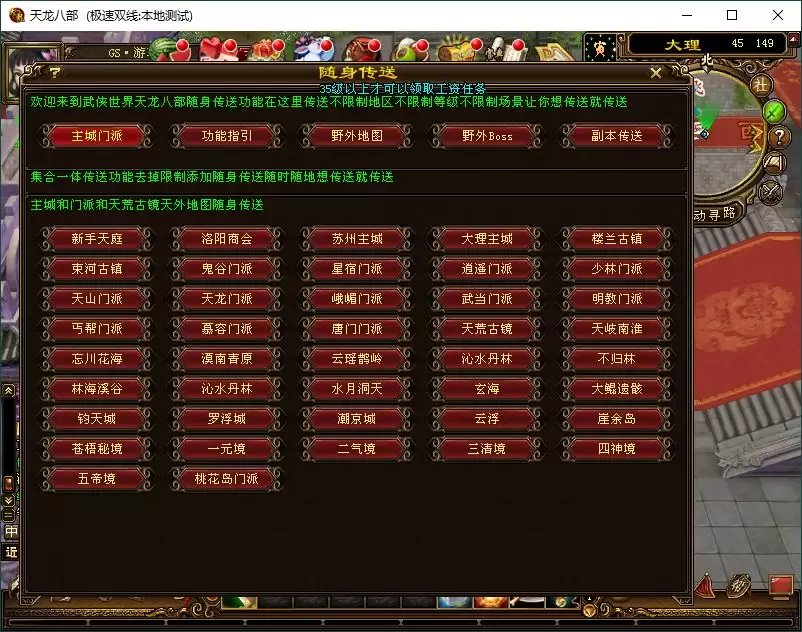 天龙八部 (极速双线:本地测试)
GS·游
大理 45 149
随身传送
北
35级以上才可以领取工资任务
欢迎来到武侠世界天龙八部随身传送功能在这里传送不限制地区不限制等级不限制场景让你想传送就传送
社
主城门派 功能指引 野外地图 野外Boss 副本传送
集合一体传送功能去掉限制添加随身传送随时随地想传送就传送
主城和门派和天荒古镜天外地图随身传送
动寻路
新手天庭 洛阳商会 苏州主城 大理主城 楼兰古镇
束河古镇 鬼谷门派 星宿门派 逍遥门派 少林门派
天山门派 天龙门派 峨嵋门派 武当门派 明教门派
丐帮门派 慕容门派 唐门门派 天荒古镜 天岐南淮
忘川花海 漠南青原 云瑶鹊岭 沁水丹林 不归林
林海溪谷 沁水丹林 水月洞天 玄海 大鲲遗骸
钧天城 罗浮城 潮京城 云浮 崖余岛
苍梧秘境 一元境 二气境 三清境 四神境
五帝境 桃花岛门派
中
近